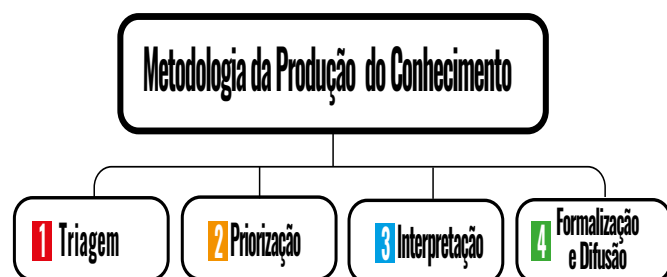 Metodologia da Produção do Conhecimento
1 Triagem
2 Priorização
3 Interpretação
4 Formalização
e Difusão